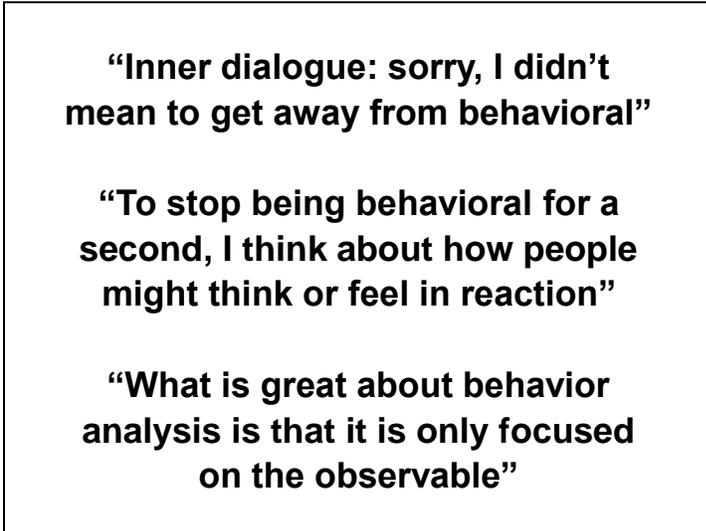 “Inner dialogue: sorry, I didn’t
mean to get away from behavioral”
“To stop being behavioral for a
second, I think about how people
might think or feel in reaction”
“What is great about behavior
analysis is that it is only focused
on the observable”